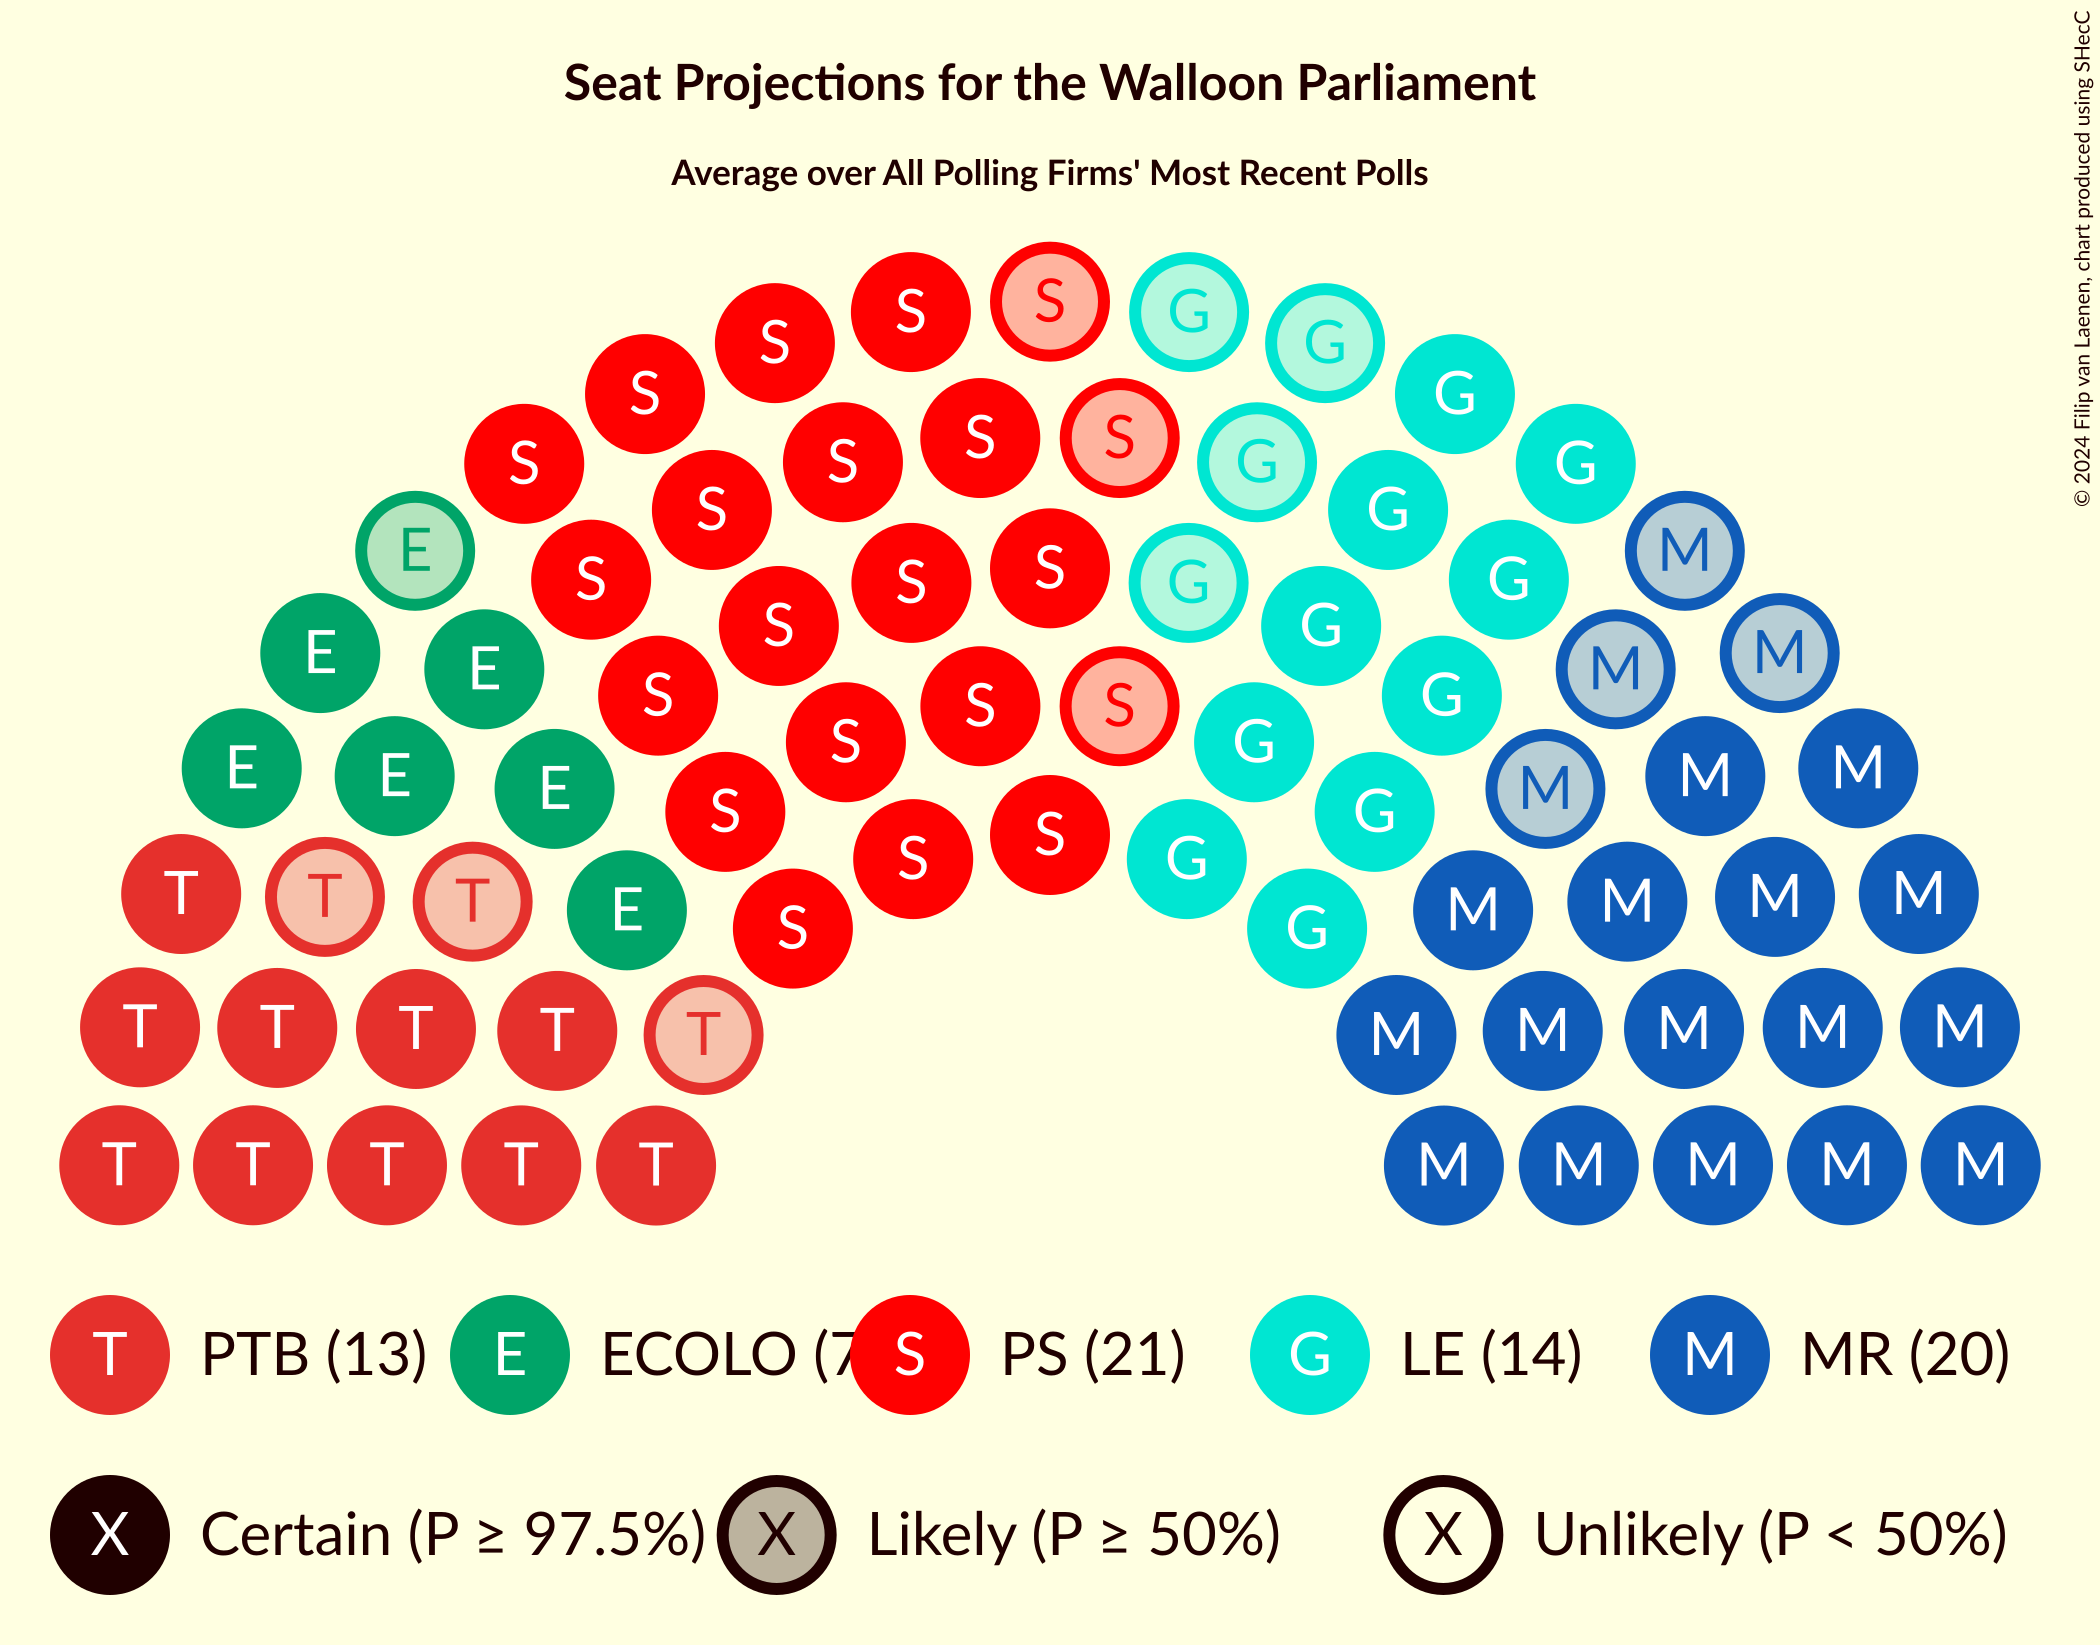 Seat Projections for the Walloon Parliament
Average over All Polling Firms' Most Recent Polls
© 2024 Filip van Laenen, chart produced using SHecC
S
S S G
S G
S S G
S S G
S G
S S G
E S G M
S S G
S G
S S G
E M
E M
S S G
S S G
S G
E M
E M
E M
S G
S
S G
T M
T T M M
E M
S G
T T T T M M M M
T M
T T T T T M M M M M
T PTB (13) E ECOLO (7 S PS (21) G LE (14) M MR (20)
X Certain (P ≥ 97.5%) X Likely (P ≥ 50%) X Unlikely (P < 50%)